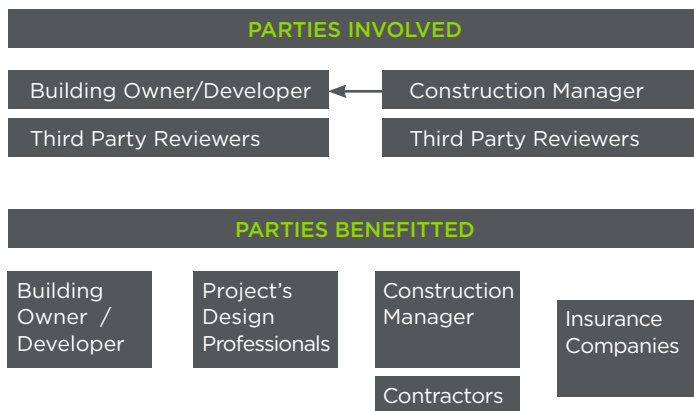 PARTIES INVOLVED
Building Owner/Developer
Construction Manager
Third Party Reviewers
Third Party Reviewers
PARTIES BENEFITTED
Building
Owner /
Developer
Project's
Design
Professionals
Construction
Manager
Contractors
Insurance
Companies